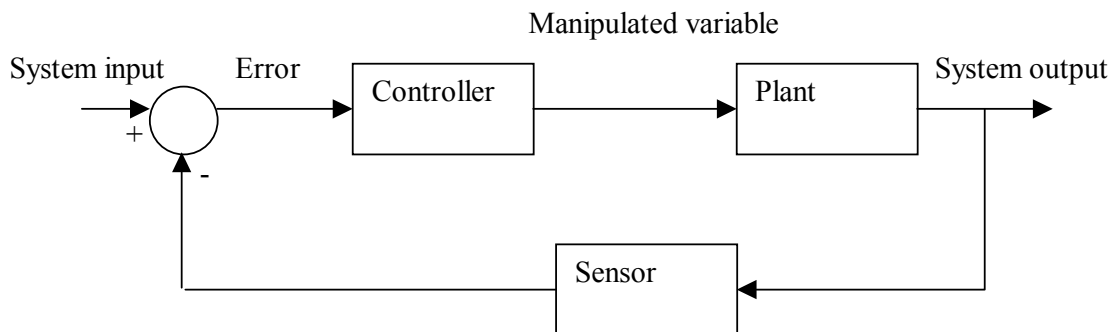 Manipulated variable
System input
Error
Controller
Plant
System output
+
-
Sensor